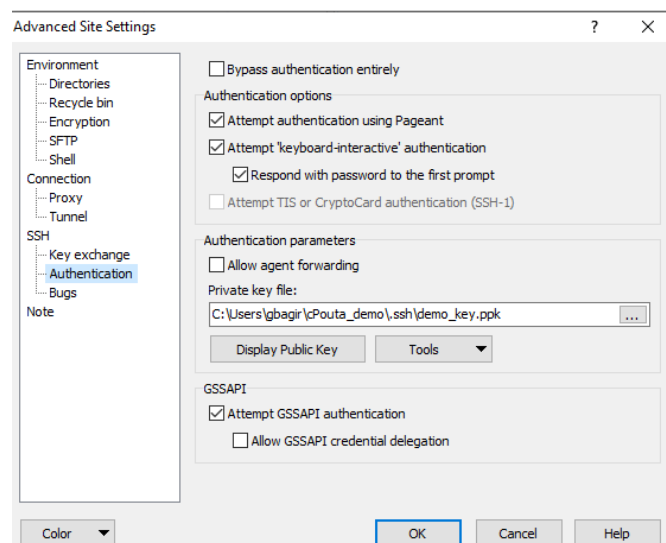 Advanced Site Settings
?
Environment
Directories
Recycle bin
Encryption
SFTP
Shell
Connection
Proxy
Tunnel
SSH
Key exchange
Authentication
Bugs
Note
Bypass authentication entirely
Authentication options
Attempt authentication using Pageant
Attempt 'keyboard-interactive' authentication
Respond with password to the first prompt
Attempt TIS or CryptoCard authentication (SSH-1)
Authentication parameters
Allow agent forwarding
Private key file:
C:\Users\gbagir\cPouta_demo\.ssh\demo_key.ppk
...
Display Public Key
Tools
GSSAPI
Attempt GSSAPI authentication
Allow GSSAPI credential delegation
Color
OK
Cancel
Help